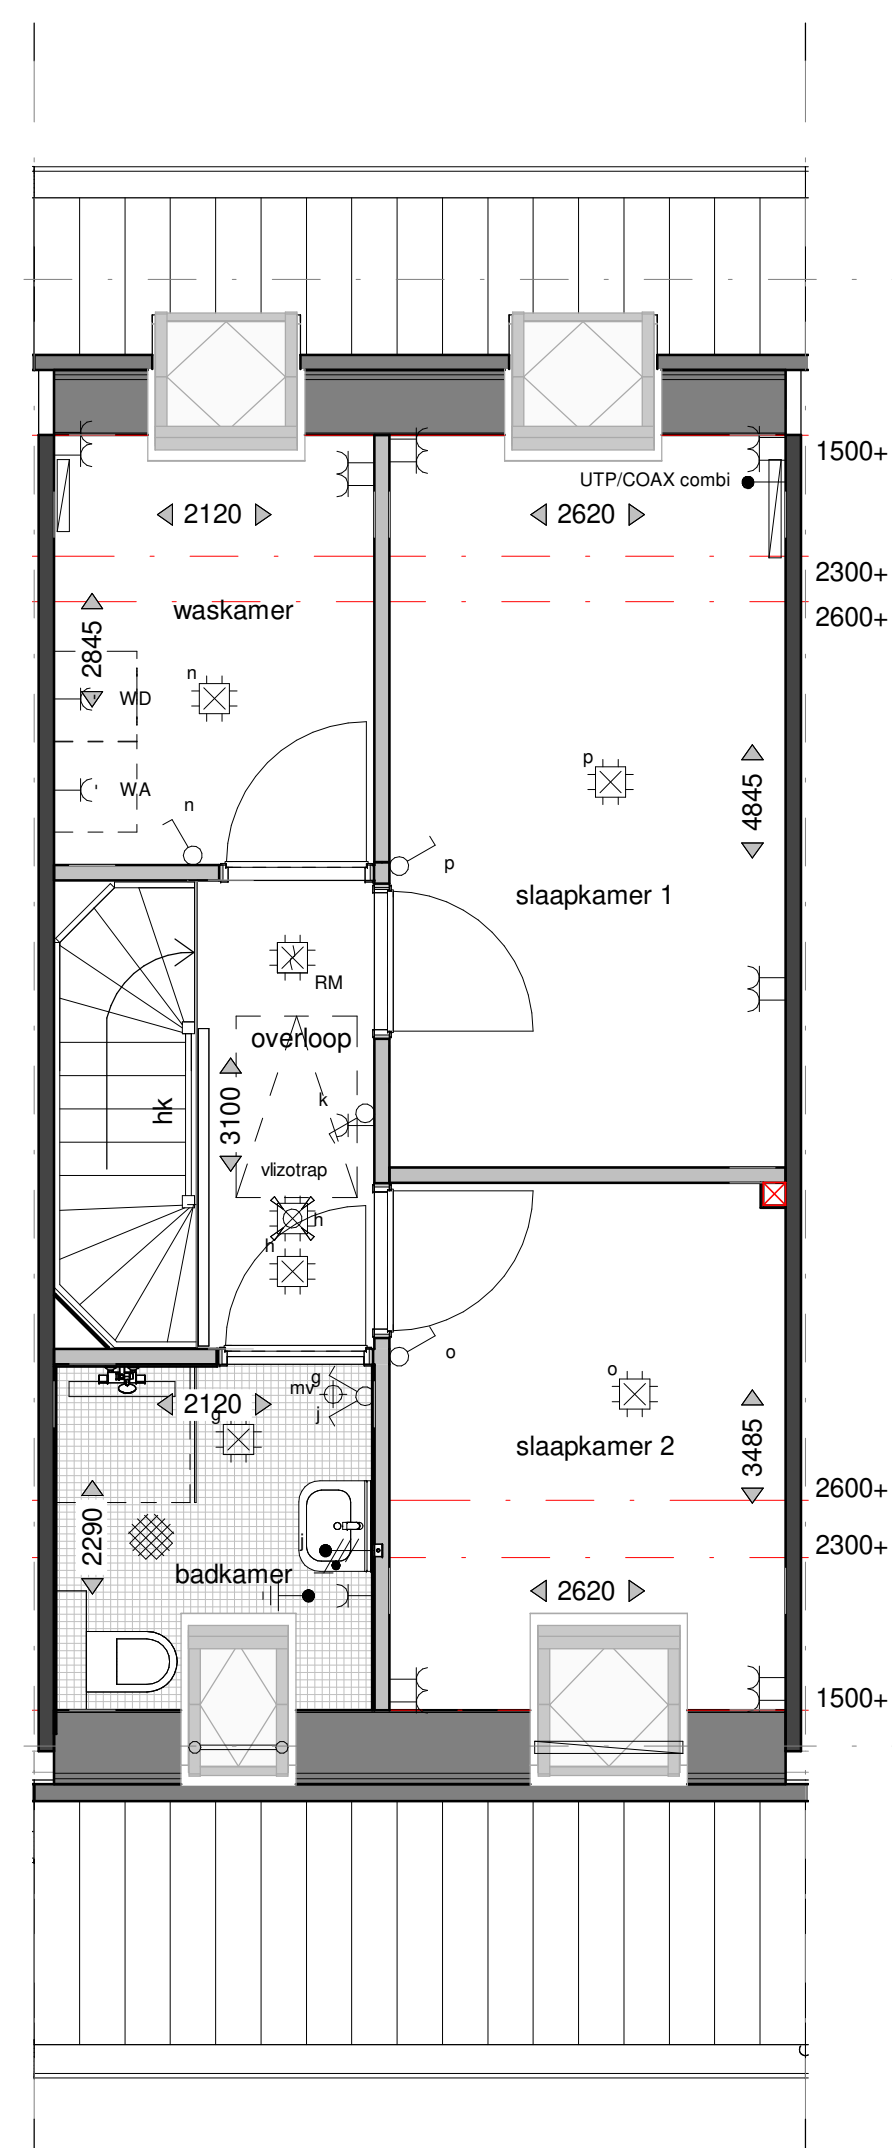 1500+
UTP/COAX combi
2120
2620
2300+
2600+
waskamer
2845
n
WD
p
4845
WA
n
p
slaapkamer 1
RM
overloop
k
hk
3100
vlizotrap
h
h
o
o
g
mv
2120
j
g
slaapkamer 2
3485
2600+
2290
i
2300+
badkamer
2620
1500+